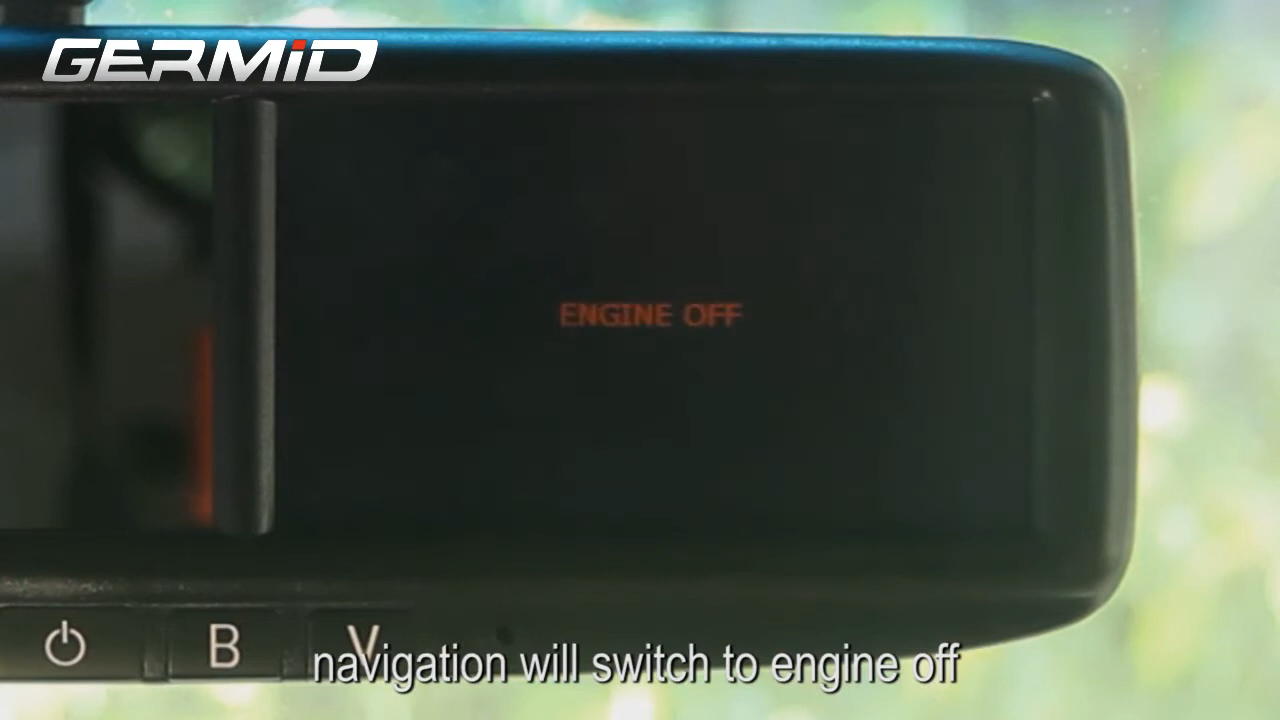 GERMiD
ENGINE OFF
B
V
navigation will switch to engine off